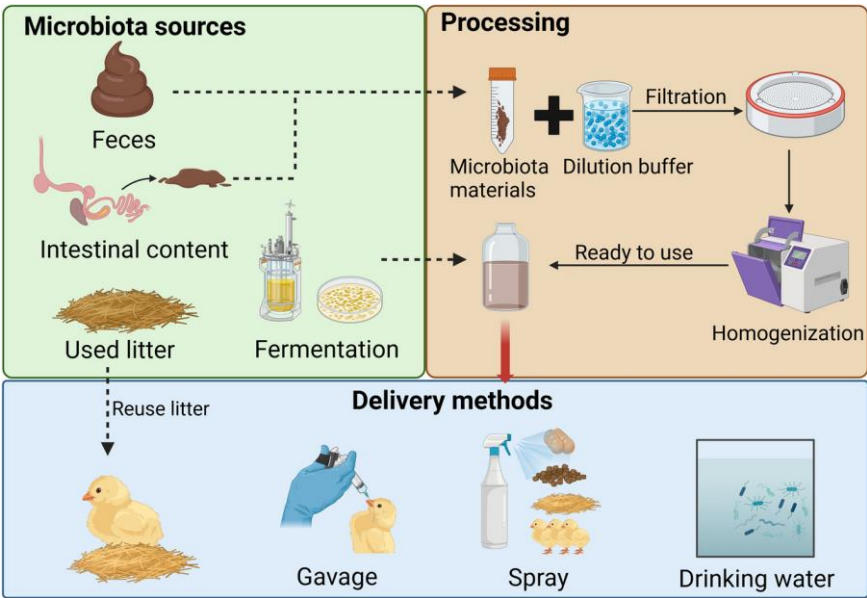 Microbiota sources
Feces
Intestinal content
Used litter
Fermentation
Processing
Microbiota
materials
Dilution buffer
Filtration
Homogenization
Ready to use
Delivery methods
Reuse litter
Gavage
Spray
Drinking water